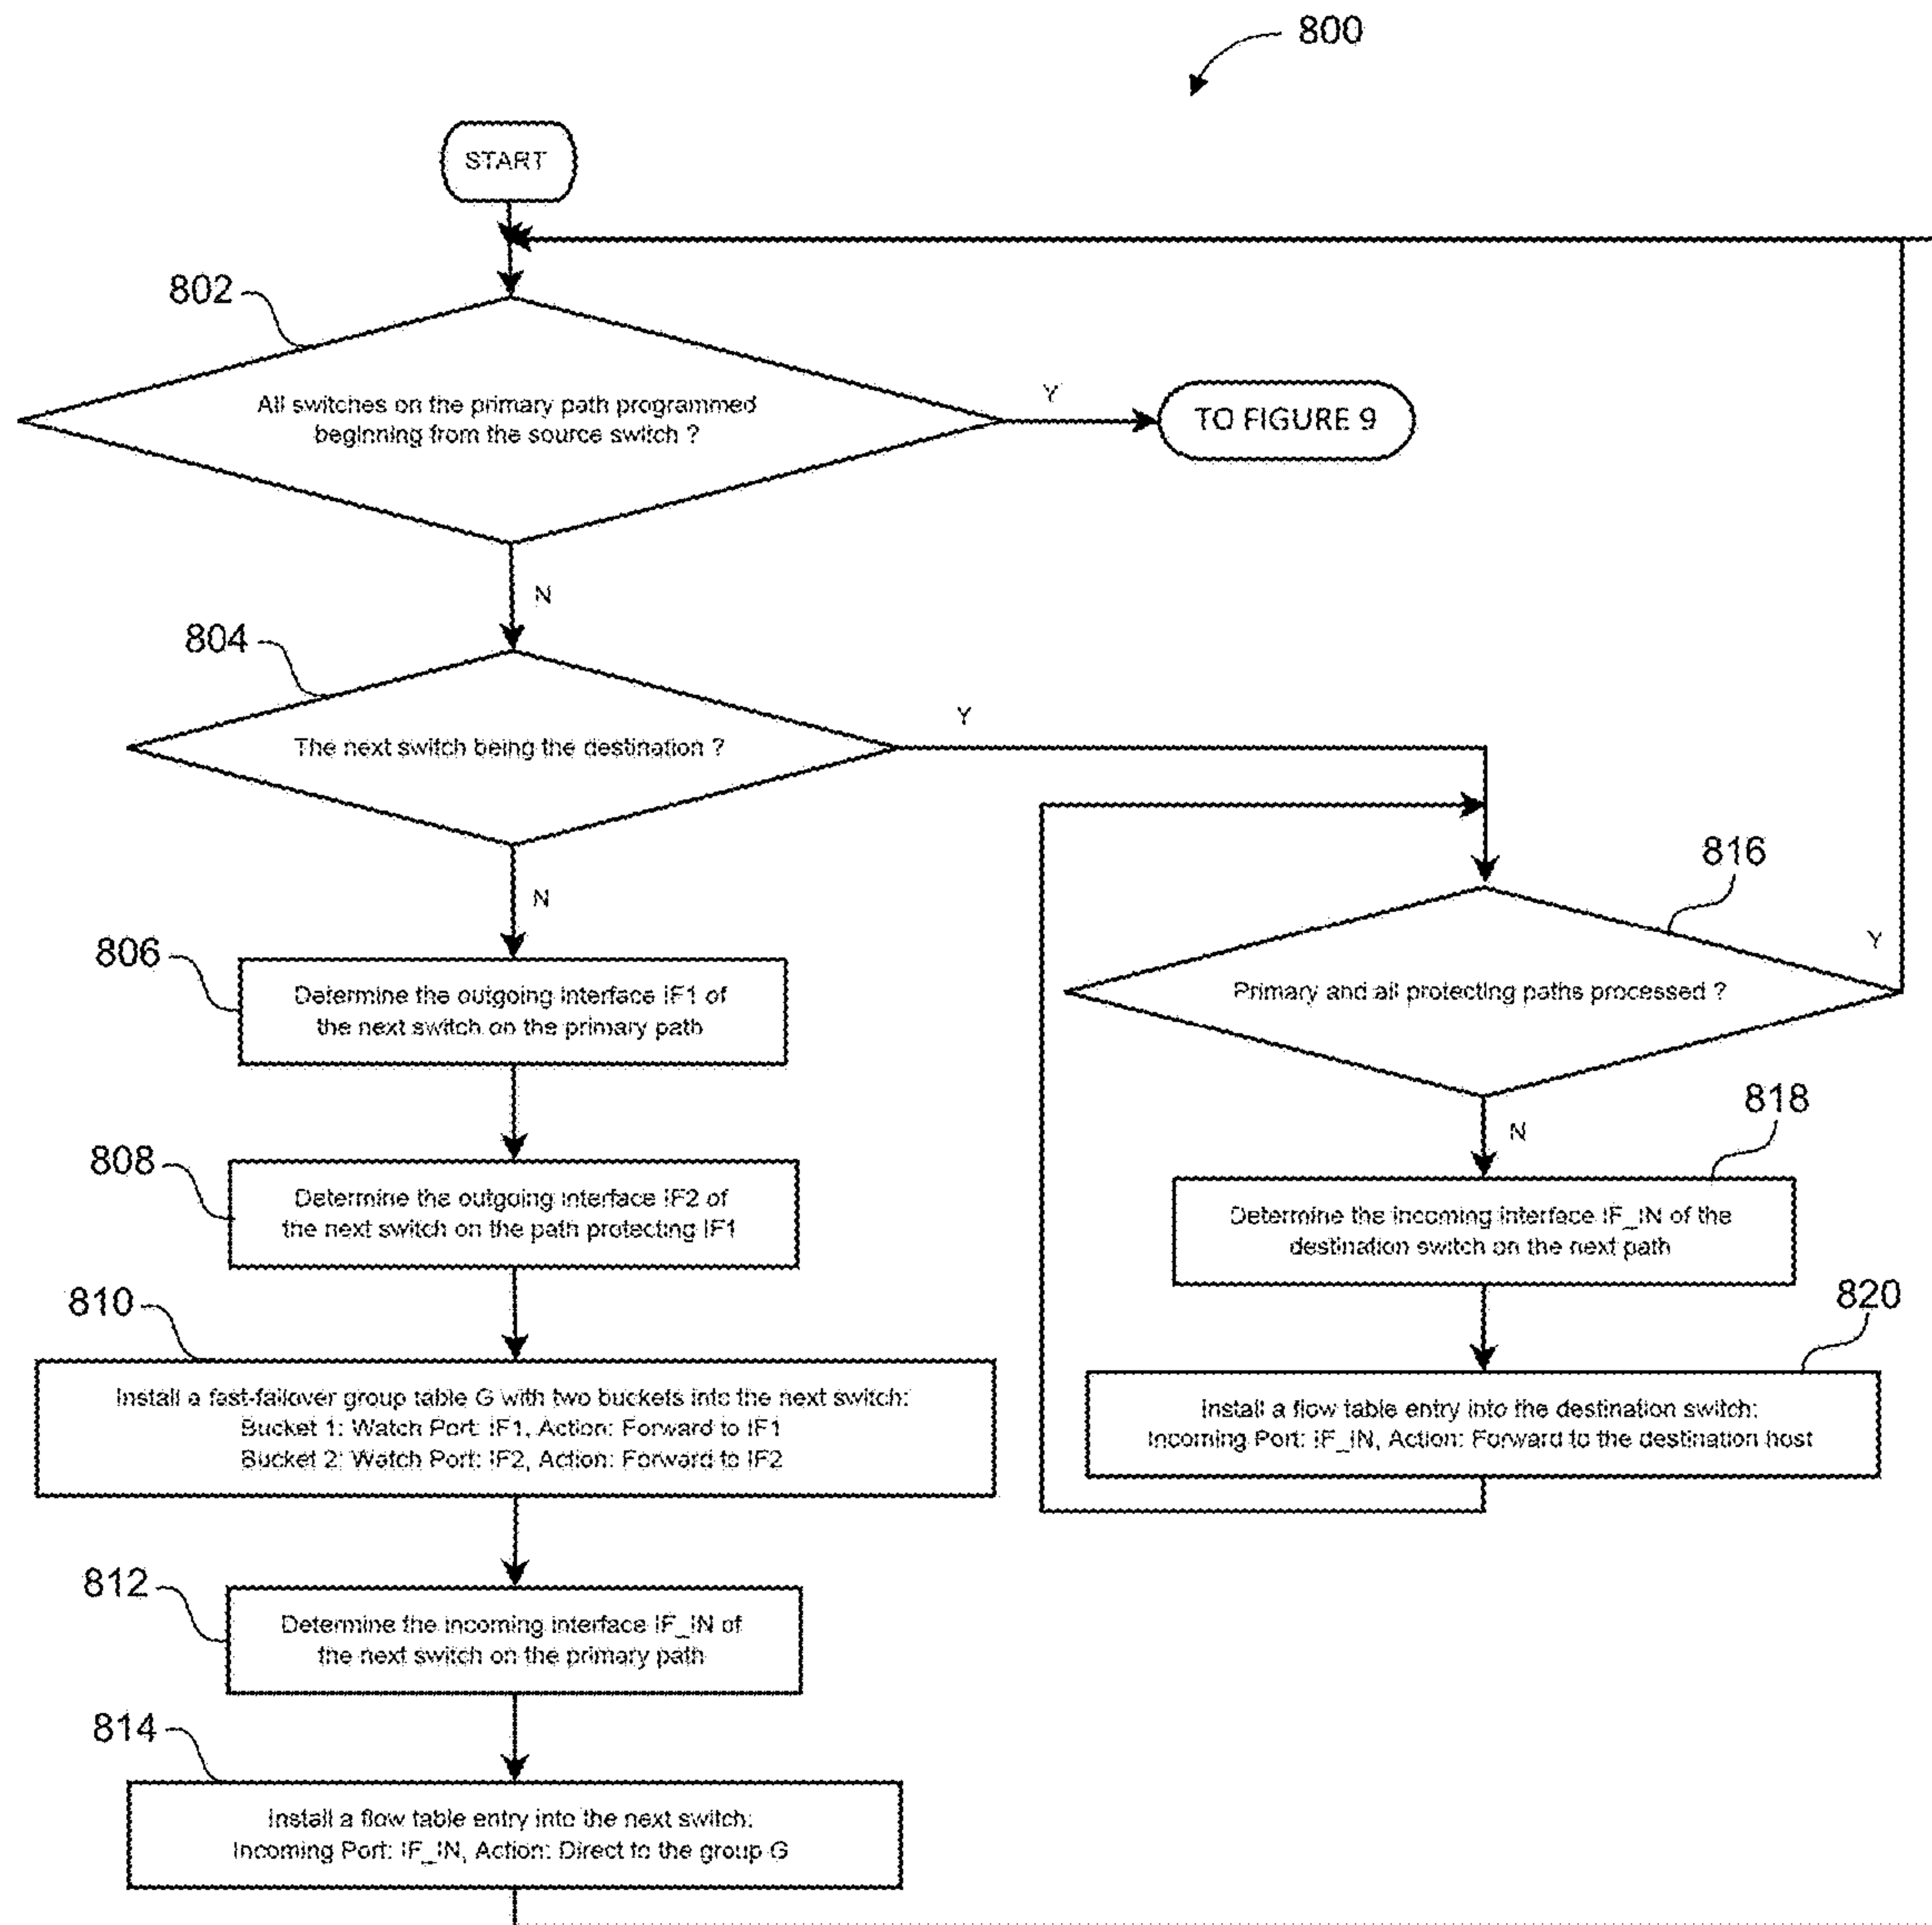 800
START
802
All switches on the primary path programmed
beginning from the source switch ?
Y
TO FIGURE 9
N
804
The next switch being the destination ?
Y
N
806
Determine the outgoing interface IF1 of
the next switch on the primary path
808
Determine the outgoing interface IF2 of
the next switch on the path protecting IF1
810
Install a fast-failover group table G with two buckets into the next switch:
Bucket 1: Watch Port: IF1, Action: Forward to IF1
Bucket 2: Watch Port: IF2, Action: Forward to IF2
812
Determine the incoming interface IF_IN of
the next switch on the primary path
814
Install a flow table entry into the next switch:
Incoming Port: IF_IN, Action: Direct to the group G
816
Y
Primary and all protecting paths processed ?
N
818
Determine the incoming interface IF_IN of the
destination switch on the next path
820
Install a flow table entry into the destination switch:
Incoming Port: IF_IN, Action: Forward to the destination host